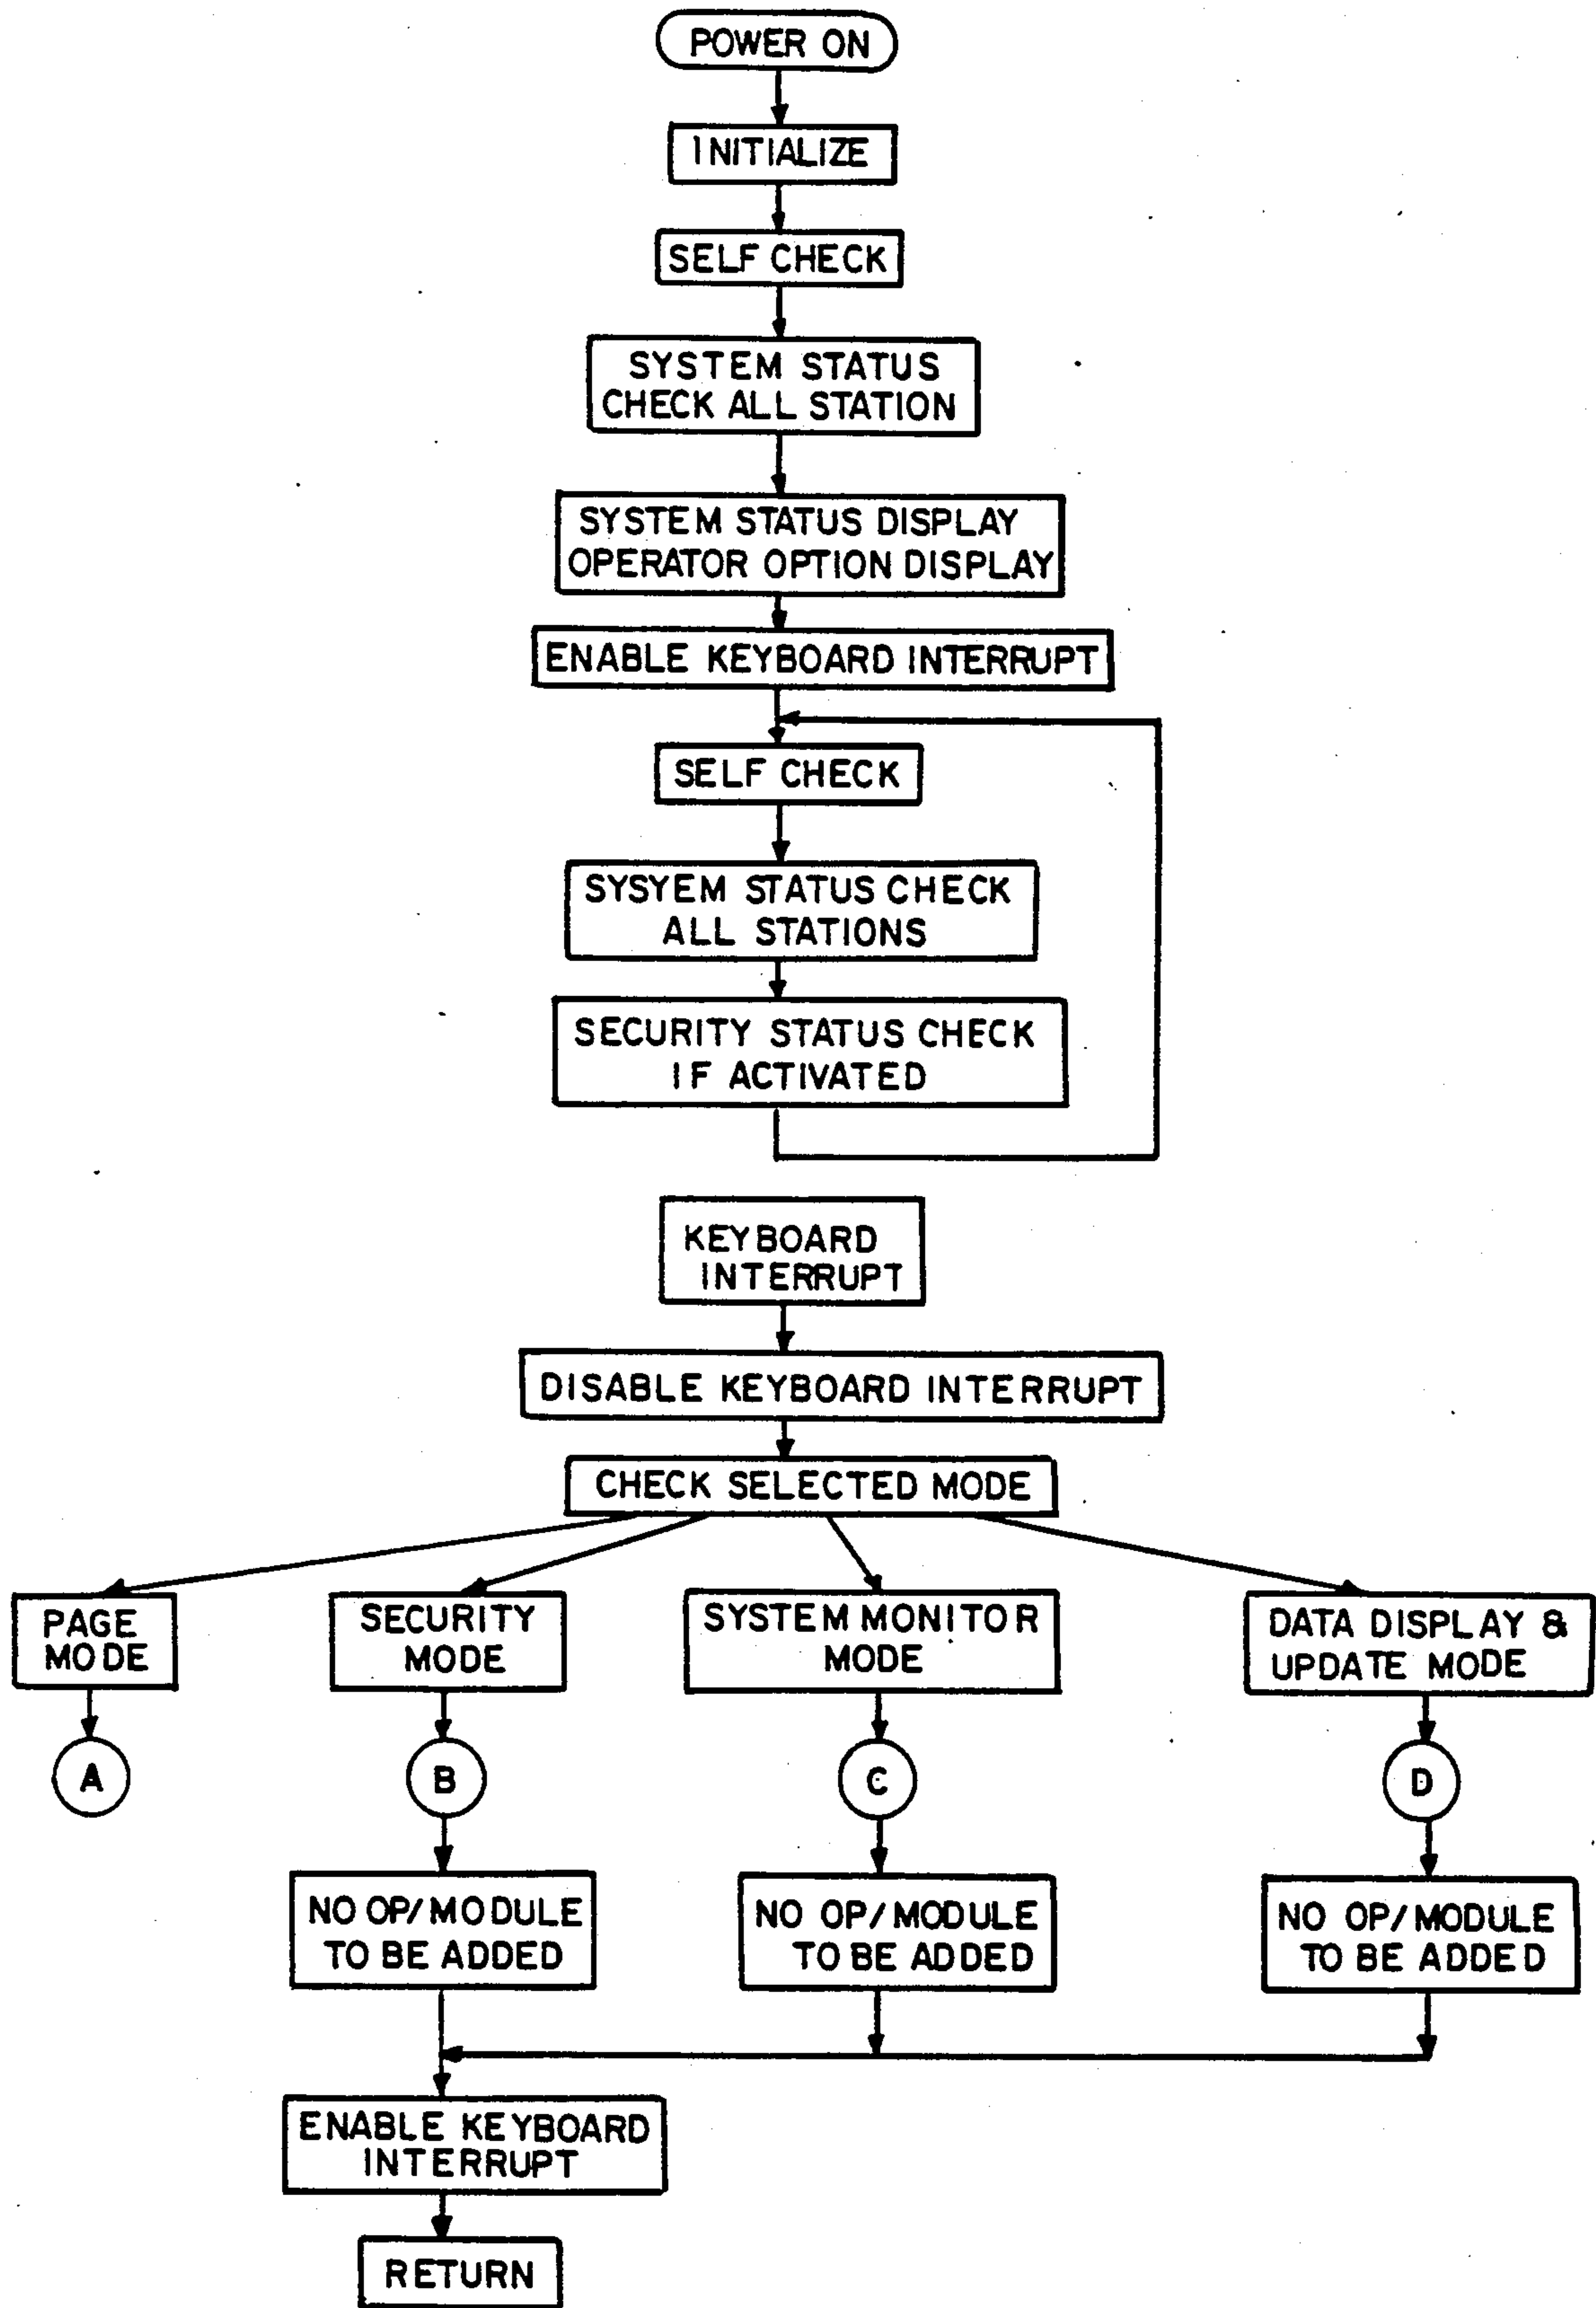 POWER ON
INITIALIZE
SELF CHECK
SYSTEM STATUS
CHECK ALL STATION
SYSTEM STATUS DISPLAY
OPERATOR OPTION DISPLAY
ENABLE KEYBOARD INTERRUPT
SELF CHECK
SYSYEM STATUS CHECK
ALL STATIONS
SECURITY STATUS CHECK
IF ACTIVATED
KEYBOARD
INTERRUPT
DISABLE KEYBOARD INTERRUPT
CHECK SELECTED MODE
PAGE
MODE
SECURITY
MODE
SYSTEM MONITOR
MODE
DATA DISPLAY &
UPDATE MODE
A
B
C
D
NO OP/MODULE
TO BE ADDED
NO OP/MODULE
TO BE ADDED
NO OP/MODULE
TO BE ADDED
ENABLE KEYBOARD
INTERRUPT
RETURN